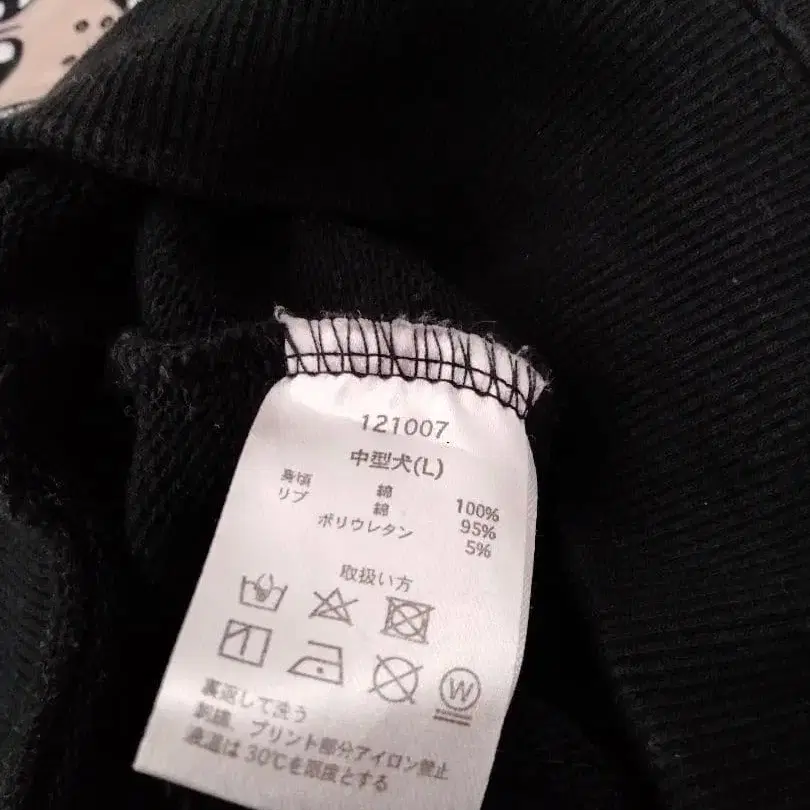 121007
中型犬(L)
身頃 綿 100%
リブ 綿 95%
ポリウレタン 5%
取扱い方
W
裏返して洗う
刺繍、プリント部分アイロン禁止
液温は30℃を限度とする